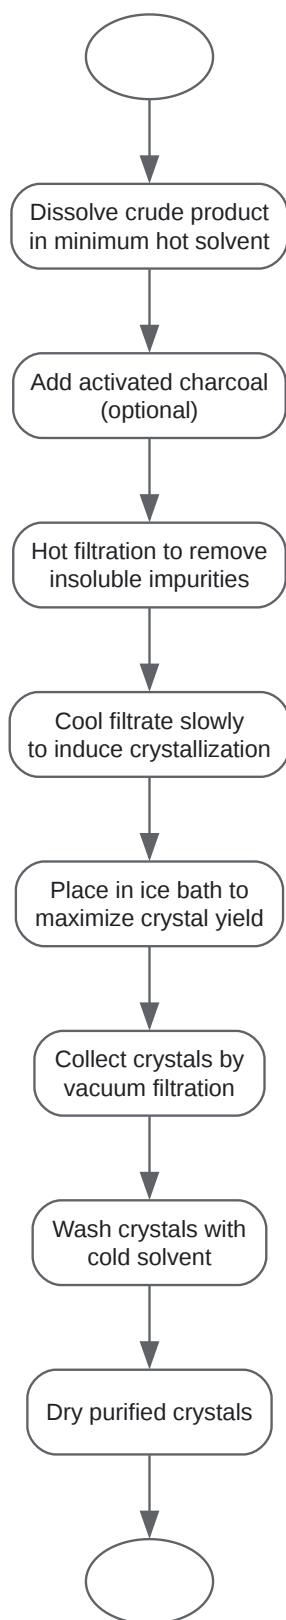 Dissolve crude product
in minimum hot solvent
Add activated charcoal
(optional)
Hot filtration to remove
insoluble impurities
Cool filtrate slowly
to induce crystallization
Place in ice bath to
maximize crystal yield
Collect crystals by
vacuum filtration
Wash crystals with
cold solvent
Dry purified crystals